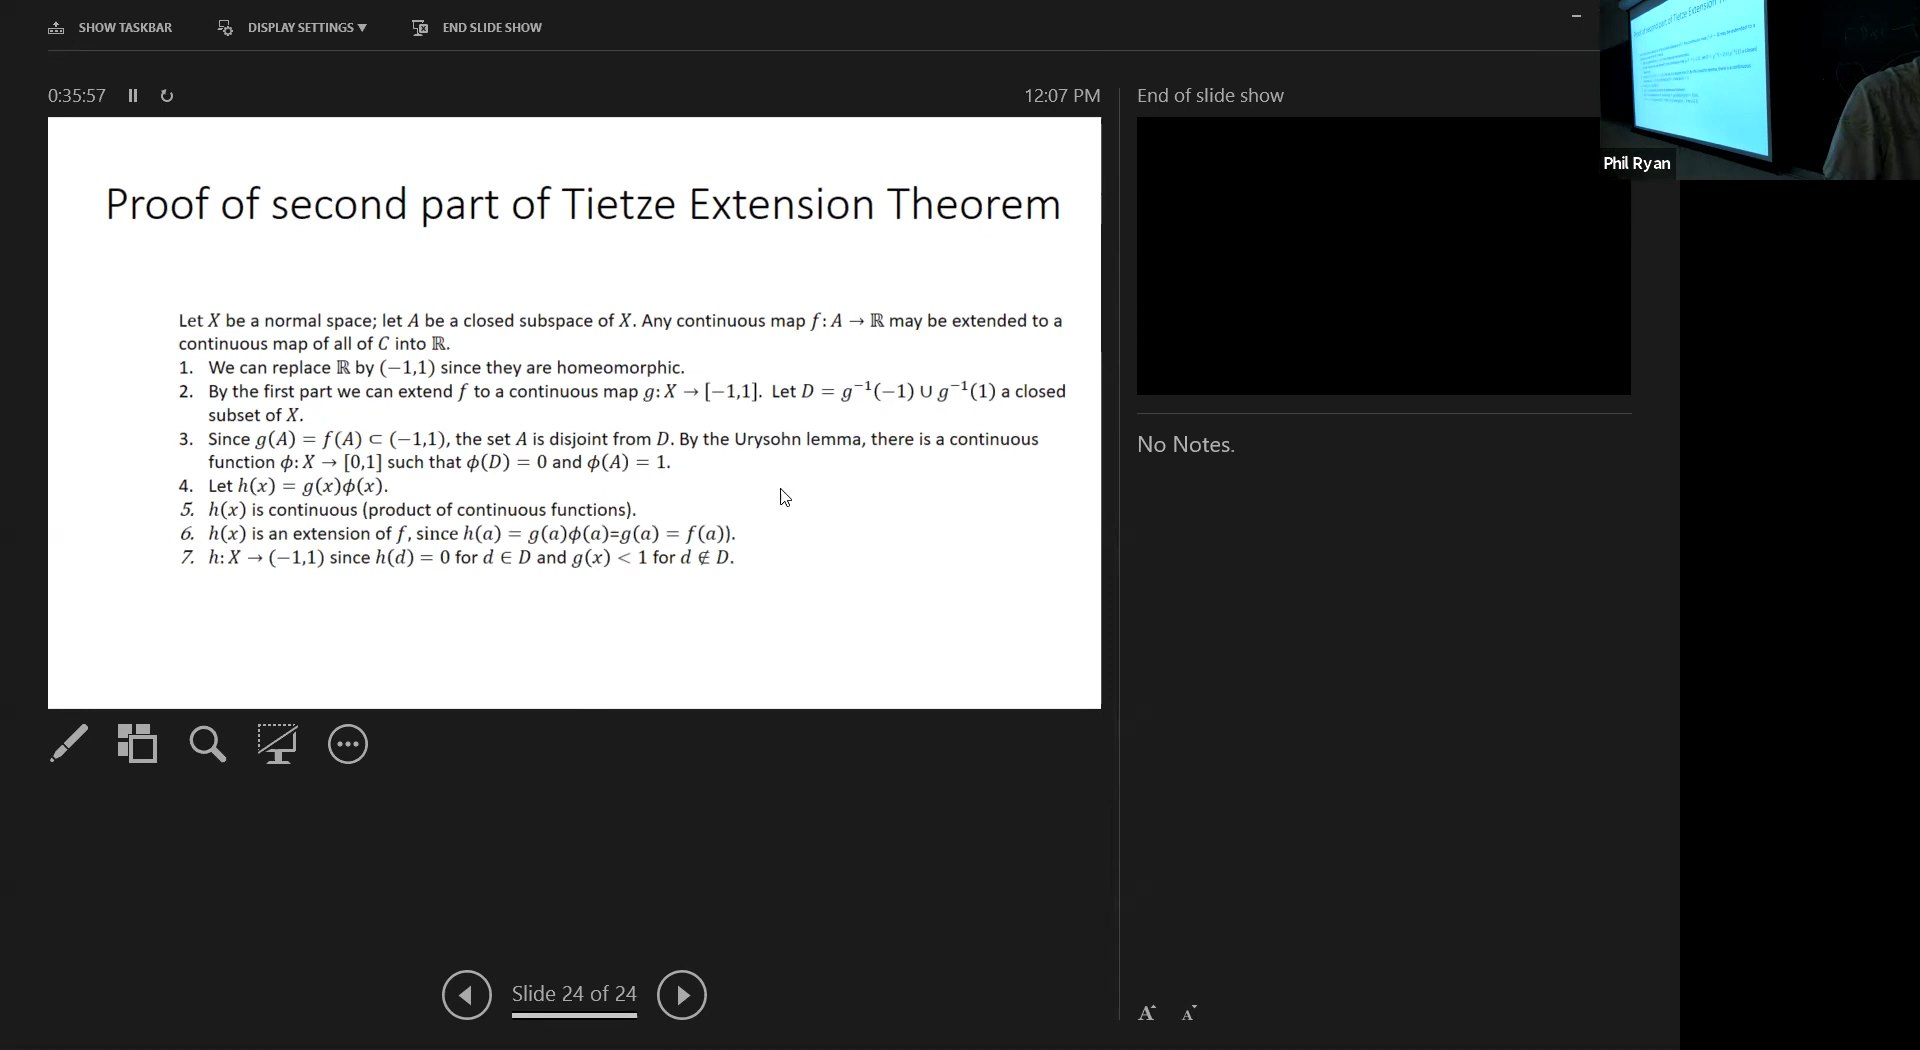 SHOW TASKBAR
DISPLAY SETTINGS ▾
END SLIDE SHOW
0:35:57
12:07 PM
End of slide show
Proof of second part of Tietze Extension T
Phil Ryan
Proof of second part of Tietze Extension Theorem
Let X be a normal space; let A be a closed subspace of X. Any continuous map f: A → ℝ may be extended to a
continuous map of all of C into ℝ.
1. We can replace ℝ by (−1,1) since they are homeomorphic.
2. By the first part we can extend f to a continuous map g: X → [−1,1]. Let D = g⁻¹(−1) ∪ g⁻¹(1) a closed
subset of X.
3. Since g(A) = f(A) ⊂ (−1,1), the set A is disjoint from D. By the Urysohn lemma, there is a continuous
function ϕ: X → [0,1] such that ϕ(D) = 0 and ϕ(A) = 1.
4. Let h(x) = g(x)ϕ(x).
5. h(x) is continuous (product of continuous functions).
6. h(x) is an extension of f, since h(a) = g(a)ϕ(a)=g(a) = f(a)).
7. h: X → (−1,1) since h(d) = 0 for d ∈ D and g(x) < 1 for d ∉ D.
No Notes.
Slide 24 of 24
A A